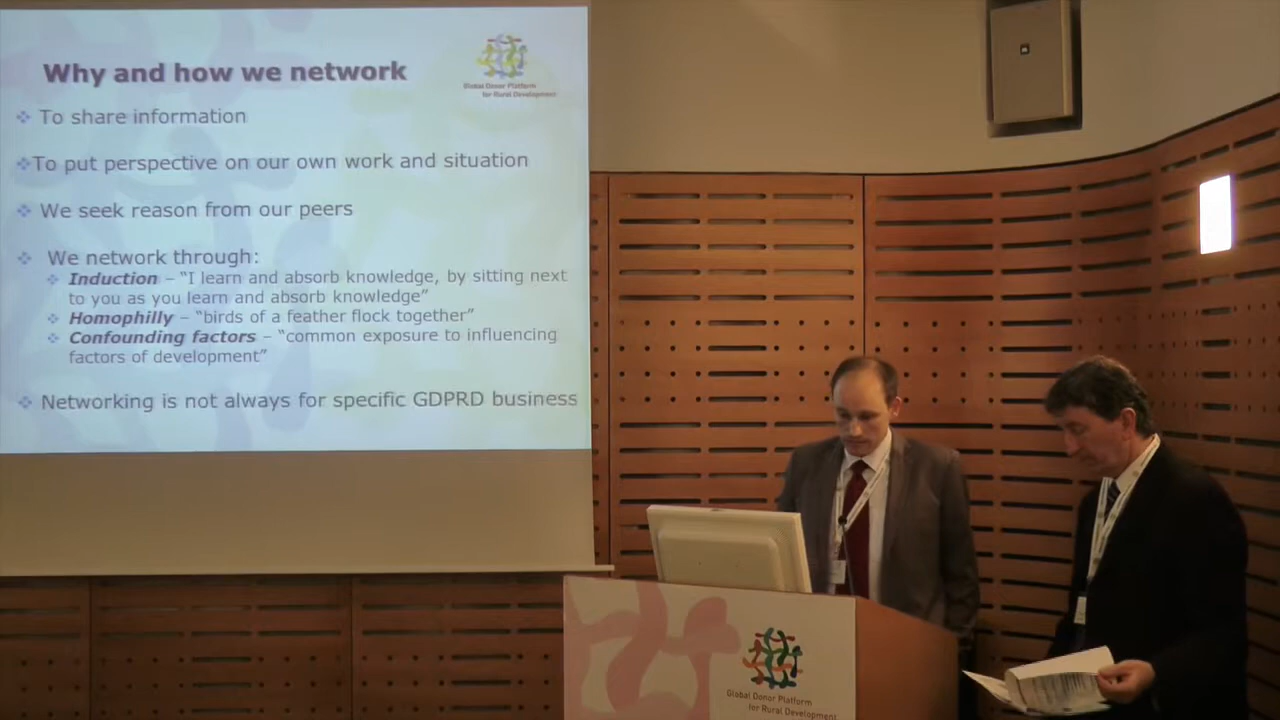 Why and how we network
Global Donor Platform
for Rural Development
To share information
To put perspective on our own work and situation
We seek reason from our peers
We network through:
Induction – “I learn and absorb knowledge, by sitting next
to you as you learn and absorb knowledge”
Homophilly – “birds of a feather flock together”
Confounding factors – “common exposure to influencing
factors of development”
Networking is not always for specific GDPRD business
Global Donor Platform
for Rural Development